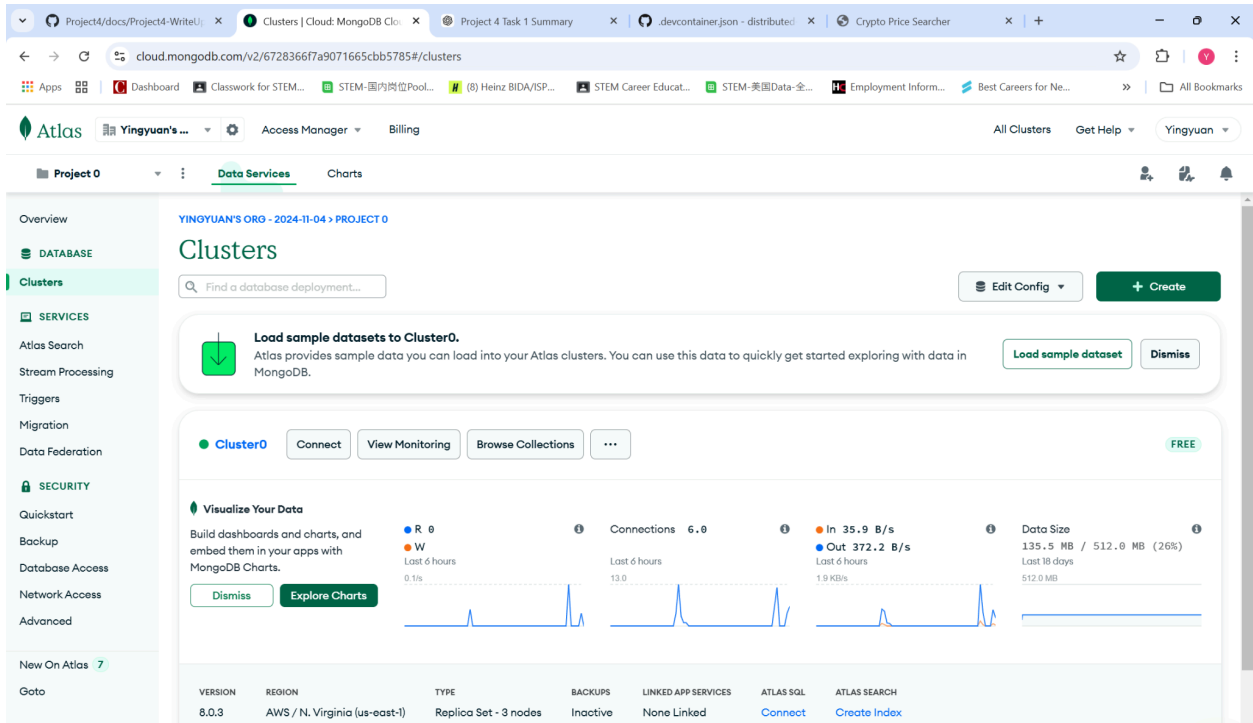 Project4/docs/Project4-WriteU
Clusters | Cloud: MongoDB Clou
Project 4 Task 1 Summary
.devcontainer.json - distributed
Crypto Price Searcher
cloud.mongodb.com/v2/6728366f7a9071665cbb5785#/clusters
Y
Apps
Dashboard
Classwork for STEM...
STEM-国内岗位Pool...
(8) Heinz BIDA/ISP...
STEM Career Educat...
STEM-美国Data-全...
Employment Inform...
Best Careers for Ne...
»
All Bookmarks
Atlas
Yingyuan's ...
Access Manager
Billing
All Clusters
Get Help
Yingyuan
Project 0
Data Services
Charts
Overview
DATABASE
Clusters
SERVICES
Atlas Search
Stream Processing
Triggers
Migration
Data Federation
SECURITY
Quickstart
Backup
Database Access
Network Access
Advanced
New On Atlas 7
Goto
YINGYUAN'S ORG - 2024-11-04 > PROJECT 0
Clusters
Find a database deployment...
Edit Config
+ Create
Load sample datasets to Cluster0.
Atlas provides sample data you can load into your Atlas clusters. You can use this data to quickly get started exploring with data in
MongoDB.
Load sample dataset
Dismiss
Cluster0
Connect
View Monitoring
Browse Collections
...
FREE
Visualize Your Data
Build dashboards and charts, and
embed them in your apps with
MongoDB Charts.
Dismiss
Explore Charts
R 0
W
Last 6 hours
0.1/s
Connections 6.0
Last 6 hours
13.0
In 35.9 B/s
Out 372.2 B/s
Last 6 hours
1.9 KB/s
Data Size
135.5 MB / 512.0 MB (26%)
Last 18 days
512.0 MB
VERSION REGION TYPE BACKUPS LINKED APP SERVICES ATLAS SQL ATLAS SEARCH
8.0.3 AWS / N. Virginia (us-east-1) Replica Set - 3 nodes Inactive None Linked Connect Create Index